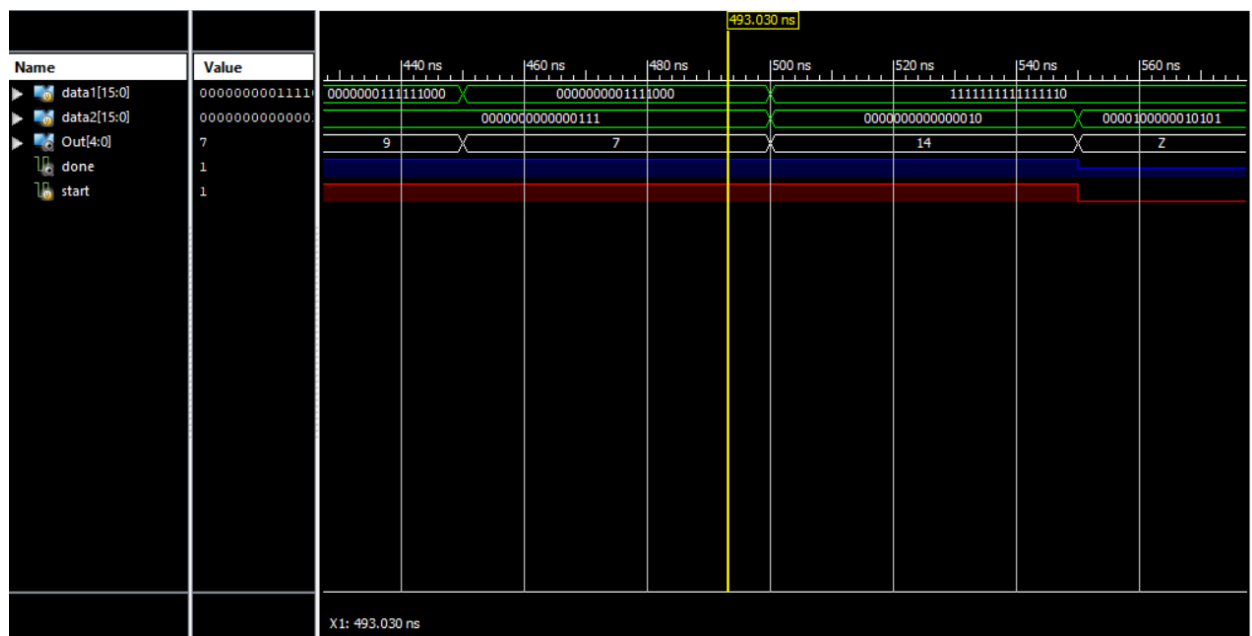 493.030 ns
Name Value 440 ns 460 ns 480 ns 500 ns 520 ns 540 ns 560 ns
data1[15:0] 0000000001111 0000000111111000 0000000001111000 1111111111111110
data2[15:0] 0000000000000. 0000000000000111 0000000000000010 0000100000010101
Out[4:0] 7 9 7 14 Z
done 1
start 1
X1: 493.030 ns